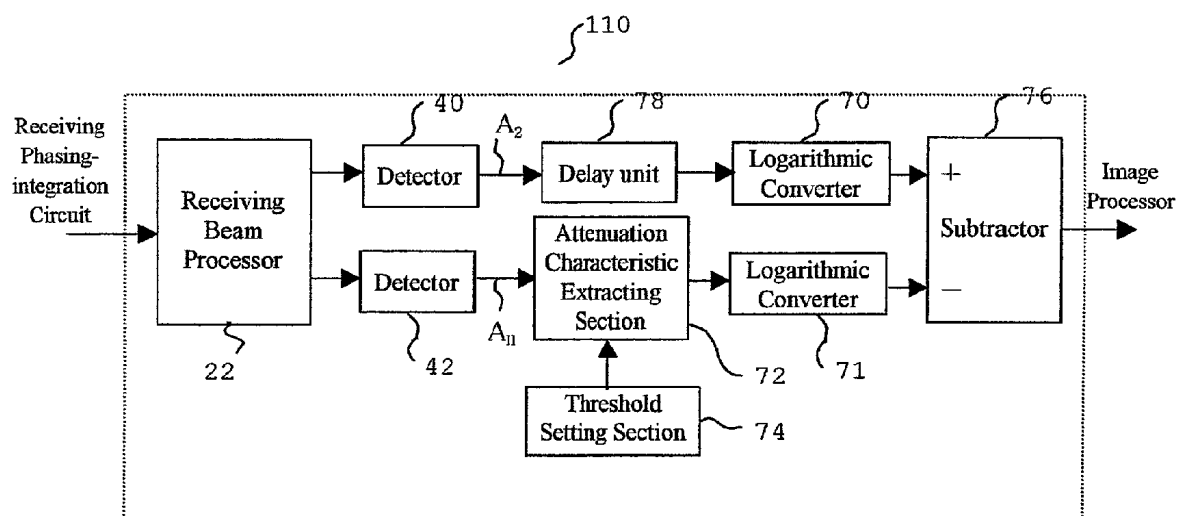 110
40
78
70
76
Receiving
Phasing-
integration
Circuit
Receiving
Beam
Processor
Detector
A2
Delay unit
Logarithmic
Converter
+
Subtractor
−
Image
Processor
Detector
A11
Attenuation
Characteristic
Extracting
Section
Logarithmic
Converter
22
42
72
71
Threshold
Setting Section
74